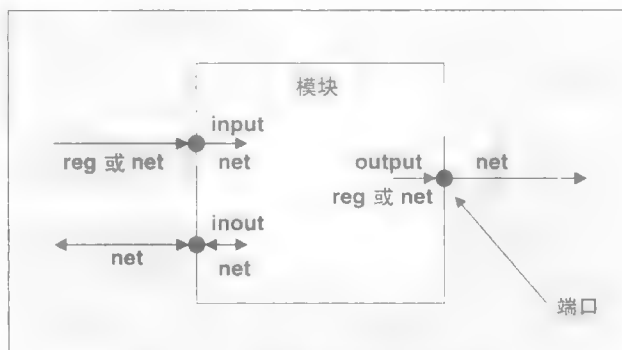 模块
input
reg 或 net
net
output
net
reg 或 net
inout
net
net
端口